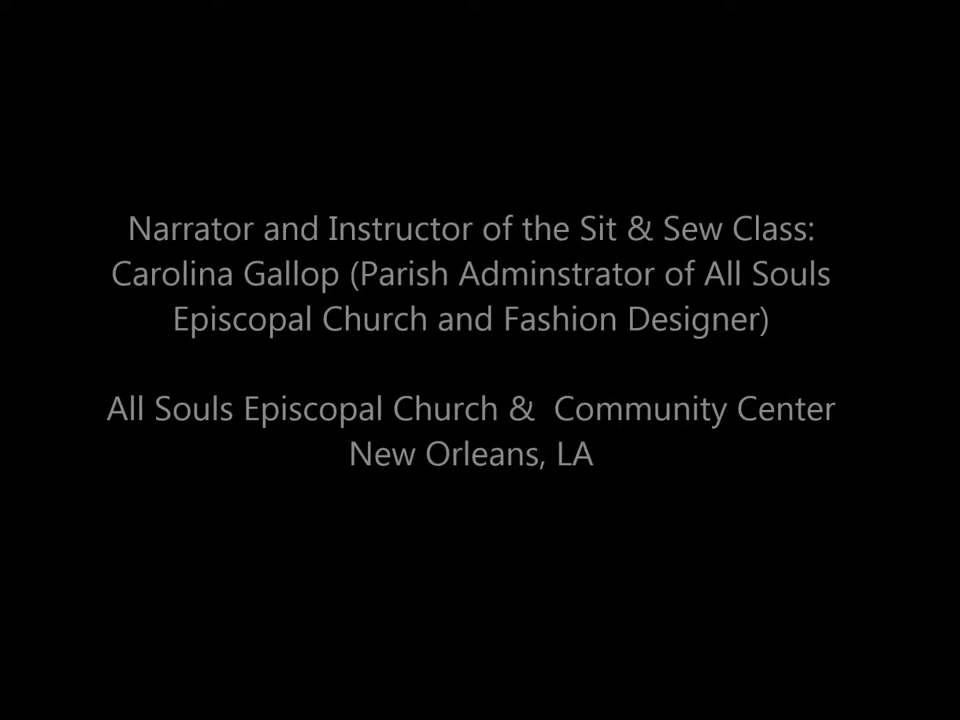 Narrator and Instructor of the Sit & Sew Class:
Carolina Gallop (Parish Adminstrator of All Souls
Episcopal Church and Fashion Designer)
All Souls Episcopal Church &  Community Center
New Orleans, LA